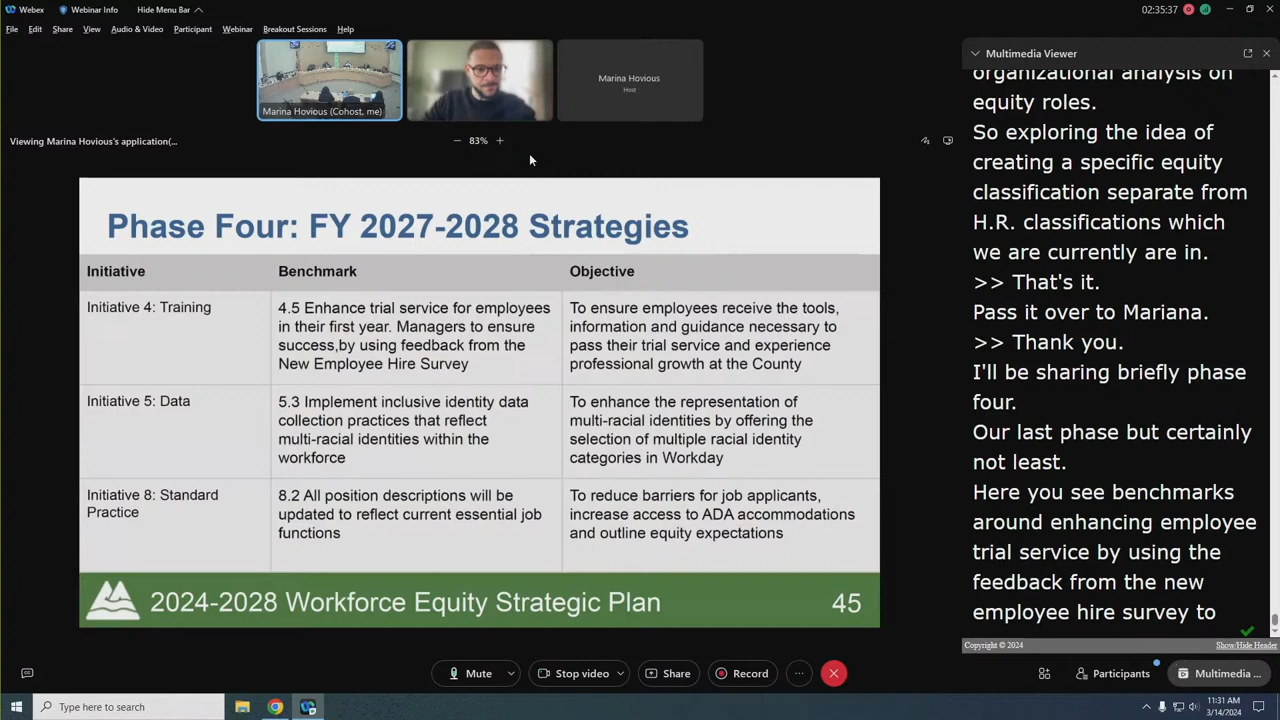 Webex
Webinar Info
Hide Menu Bar
02:35:37
File Edit Share View Audio & Video Participant Webinar Breakout Sessions Help
Marina Hovious (Cohost, me)
Marina Hovious
Host
Viewing Marina Hovious's application(...
83%
Phase Four: FY 2027-2028 Strategies
Initiative Benchmark Objective
Initiative 4: Training
4.5 Enhance trial service for employees
in their first year. Managers to ensure
success,by using feedback from the
New Employee Hire Survey
To ensure employees receive the tools,
information and guidance necessary to
pass their trial service and experience
professional growth at the County
Initiative 5: Data
5.3 Implement inclusive identity data
collection practices that reflect
multi-racial identities within the
workforce
To enhance the representation of
multi-racial identities by offering the
selection of multiple racial identity
categories in Workday
Initiative 8: Standard
Practice
8.2 All position descriptions will be
updated to reflect current essential job
functions
To reduce barriers for job applicants,
increase access to ADA accommodations
and outline equity expectations
2024-2028 Workforce Equity Strategic Plan
45
Multimedia Viewer
organizational analysis on
equity roles.
So exploring the idea of
creating a specific equity
classification separate from
H.R. classifications which
we are currently are in.
>> That's it.
Pass it over to Mariana.
>> Thank you.
I'll be sharing briefly phase
four.
Our last phase but certainly
not least.
Here you see benchmarks
around enhancing employee
trial service by using the
feedback from the new
employee hire survey to
Copyright © 2024
Show/Hide Header
Mute
Stop video
Share
Record
Participants
Multimedia ...
Type here to search
11:31 AM
3/14/2024